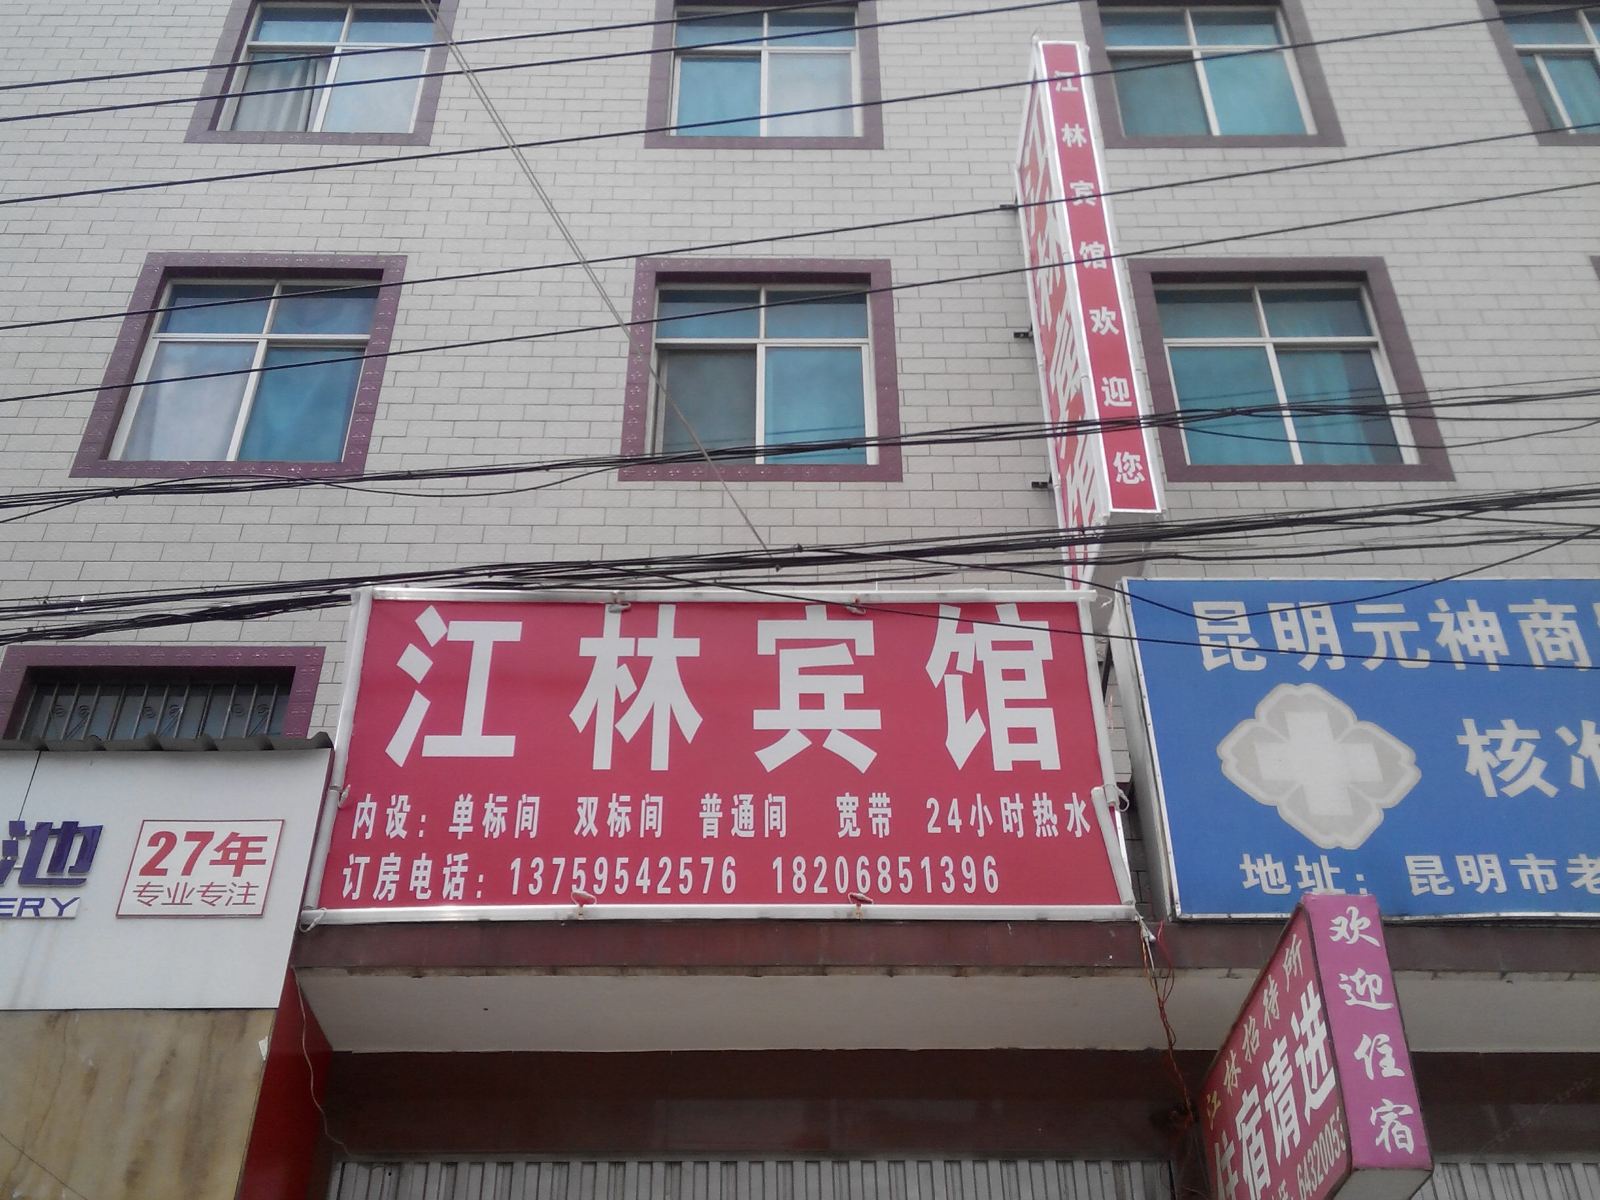 江林宾馆欢迎您
江林宾馆
内设：单标间 双标间 普通间 宽带 24小时热水
订房电话：13759542576 18206851396
昆明元神商
核准
地址：昆明市老
池
ERY
27年
专业专注
欢迎住宿
江林招待所
住宿请进
6432005